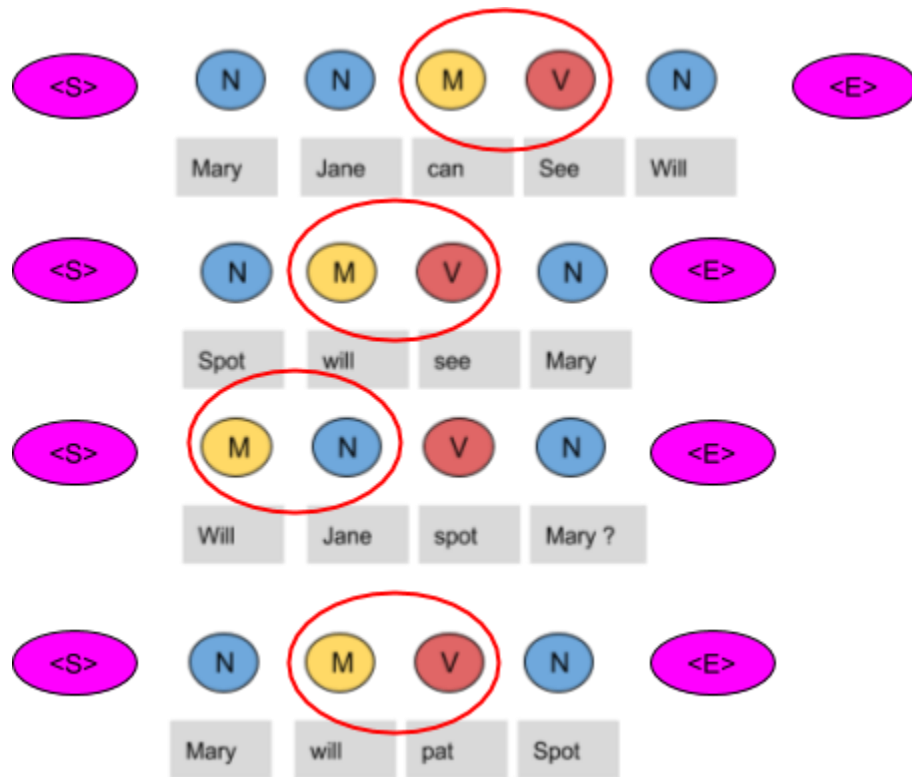 <S> N N M V N <E>
Mary Jane can See Will
<S> N M V N <E>
Spot will see Mary
<S> M N V N <E>
Will Jane spot Mary ?
<S> N M V N <E>
Mary will pat Spot